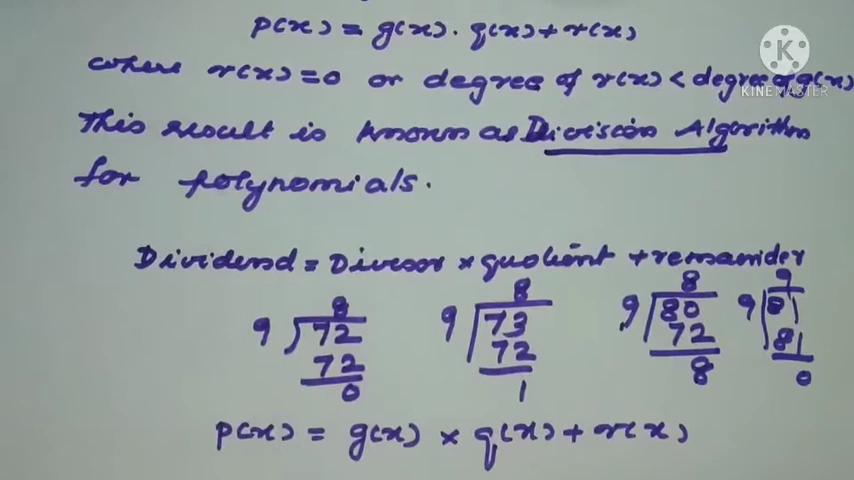 p(x) = g(x) · q(x) + r(x)
where r(x) = 0 or degree of r(x) < degree of g(x)
KINEMASTER
This result is known as Division Algorithm
for polynomials.
Dividend = Divisor × quotient + remainder
8 8 8 9
9 72 9 73 9 80 9 81
72 72 72 81
0 1 8 0
p(x) = g(x) × q(x) + r(x)